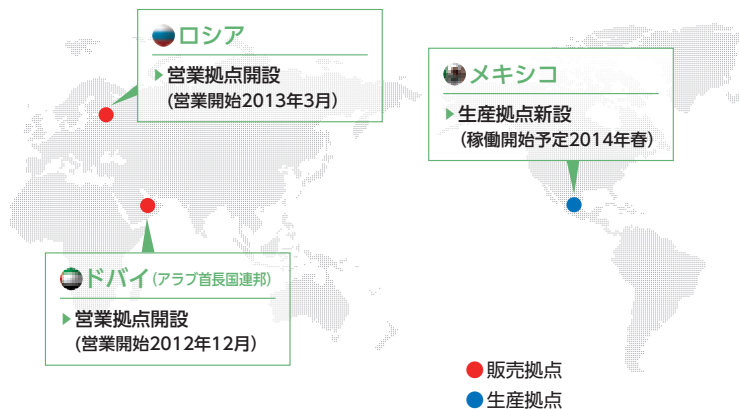 ロシア
営業拠点開設
(営業開始2013年3月)
メキシコ
生産拠点新設
(稼働開始予定2014年春)
ドバイ(アラブ首長国連邦)
営業拠点開設
(営業開始2012年12月)
販売拠点
生産拠点